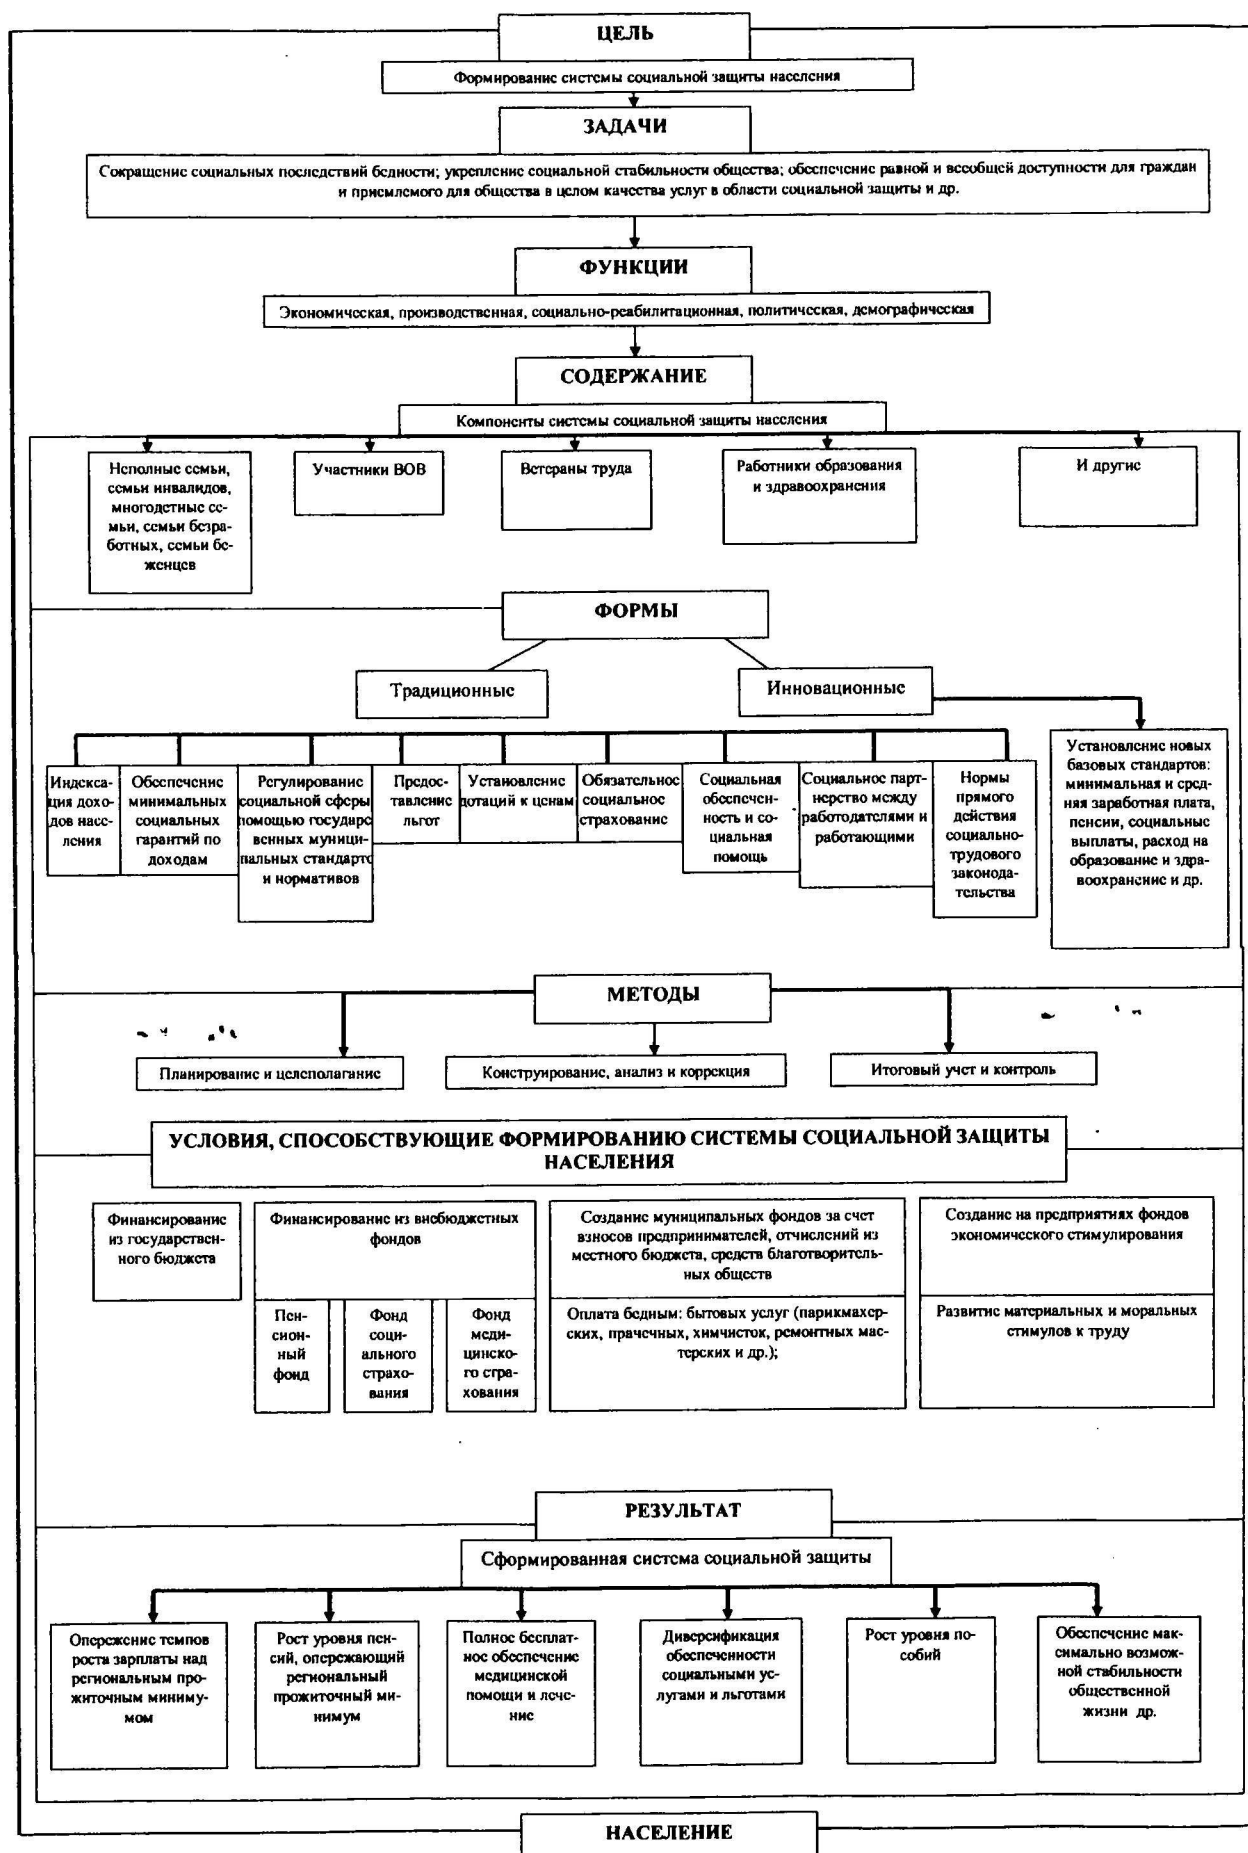 ЦЕЛЬ
Формирование системы социальной защиты населения
ЗАДАЧИ
Сокращение социальных последствий бедности; укрепление социальной стабильности общества; обеспечение равной и всеобщей доступности для граждан
и приемлемого для общества в целом качества услуг в области социальной защиты и др.
ФУНКЦИИ
Экономическая, производственная, социально-реабилитационная, политическая, демографическая
СОДЕРЖАНИЕ
Компоненты системы социальной защиты населения
Неполные семьи,
семьи инвалидов,
многодетные се-
мьи, семьи безра-
ботных, семьи бе-
женцев
Участники ВОВ
Ветераны труда
Работники образования
и здравоохранения
И другие
ФОРМЫ
Традиционные
Инновационные
Индекса-
ция дохо-
дов насе-
ления
Обеспечение
минимальных
социальных
гарантий по
доходам
Регулирование
социальной сферы
помощью государс
венных муници-
пальных стандарто
и нормативов
Предос-
тавление
льгот
Установление
дотаций к ценам
Обязательное
социальное
страхование
Социальная
обеспечен-
ность и со-
циальная
помощь
Социальное парт-
нерство между
работодателями и
работающими
Нормы
прямого
действия
социально-
трудового
законода-
тельства
Установление новых
базовых стандартов:
минимальная и сред-
няя заработная плата,
пенсии, социальные
выплаты, расход на
образование и здра-
воохранение и др.
МЕТОДЫ
Планирование и целеполагание
Конструирование, анализ и коррекция
Итоговый учет и контроль
УСЛОВИЯ, СПОСОБСТВУЮЩИЕ ФОРМИРОВАНИЮ СИСТЕМЫ СОЦИАЛЬНОЙ ЗАЩИТЫ
НАСЕЛЕНИЯ
Финансирование
из государствен-
ного бюджета
Финансирование из внебюджетных
фондов
Пен-
сион-
ный
фонд
Фонд
соци-
ального
страхо-
вания
Фонд
меди-
цинско-
го стра-
хования
Создание муниципальных фондов за счет
взносов предпринимателей, отчислений из
местного бюджета, средств благотворитель-
ных обществ
Оплата бедным: бытовых услуг (парикмахер-
ских, прачечных, химчисток, ремонтных мас-
терских и др.);
Создание на предприятиях фондов
экономического стимулирования
Развитие материальных и моральных
стимулов к труду
РЕЗУЛЬТАТ
Сформированная система социальной защиты
Опережение темпов
роста зарплаты над
региональным про-
житочным миниму-
мом
Рост уровня пен-
сий, опережающий
региональный
прожиточный ми-
нимум
Полное бесплат-
ное обеспечение
медицинской
помощи и лече-
ние
Диверсификация
обеспеченности
социальными ус-
лугами и льготами
Рост уровня по-
собий
Обеспечение мак-
симально возмож-
ной стабильности
общественной
жизни др.
НАСЕЛЕНИЕ